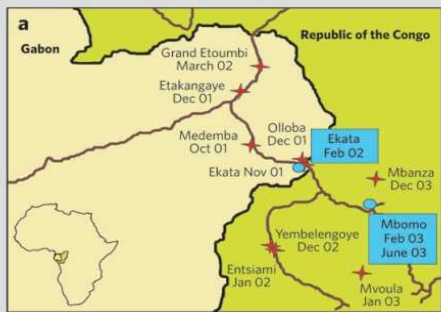 a
Gabon
Republic of the Congo
Grand Etoumbi
March 02
Etakangaye
Dec 01
Medemba
Oct 01
Olloba
Dec 01
Ekata
Feb 02
Ekata Nov 01
Mbanza
Dec 03
Mbomo
Feb 03
June 03
Yembelengoye
Dec 02
Entsiami
Jan 02
Mvoula
Jan 03